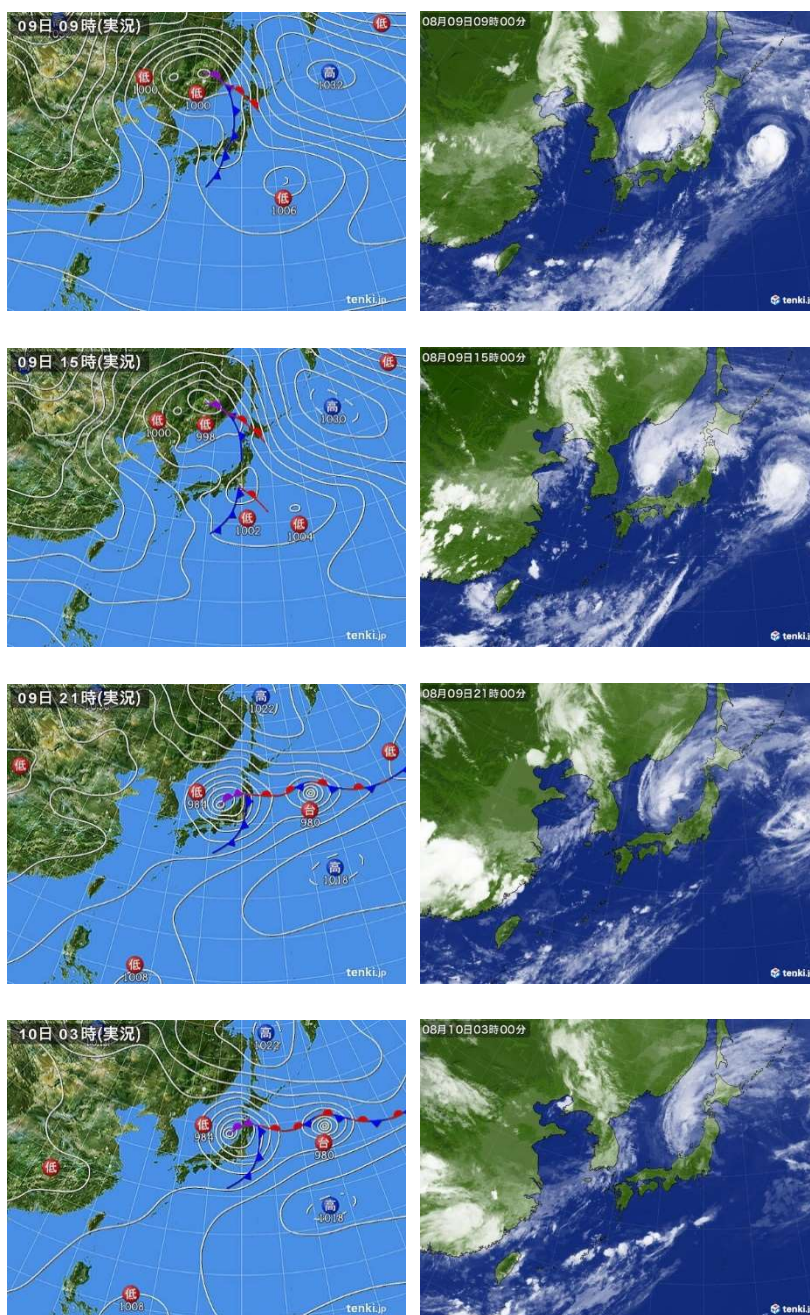 09日 09時(実況)
低
高
1032
低
1000
低
1000
低
1006
tenki.jp
08月09日09時00分
tenki.jp
09日 15時(実況)
低
高
1030
低
1000
低
998
低
1002
低
1004
tenki.jp
08月09日15時00分
tenki.jp
09日 21時(実況)
高
1022
低
低
低
984
台
980
高
1018
低
1008
tenki.jp
08月09日21時00分
tenki.jp
10日 03時(実況)
高
1022
低
984
台
980
低
高
1018
低
1008
tenki.jp
08月10日03時00分
tenki.jp